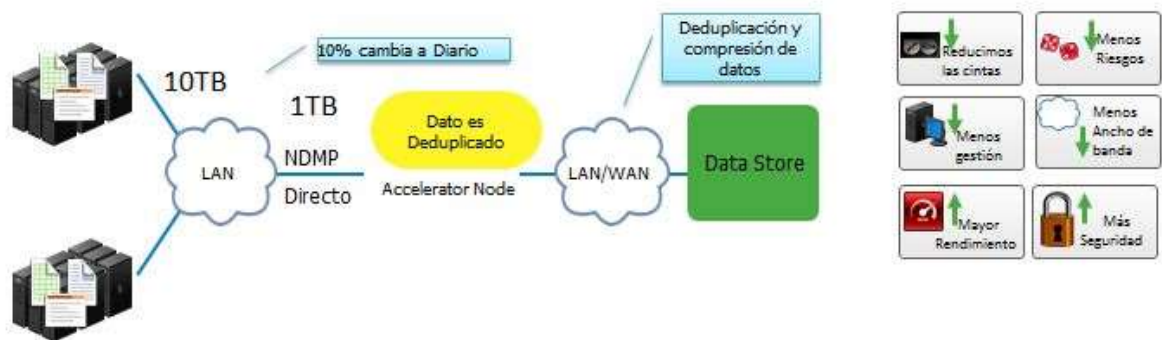 10% cambia a Diario
Deduplicación y
compresión de
datos
10TB
1TB
Dato es
Deduplicado
LAN
NDMP
Directo
Accelerator Node
LAN/WAN
Data Store
Reducimos
las cintas
Menos
Riesgos
Menos
gestión
Menos
Ancho de
banda
Mayor
Rendimiento
Más
Seguridad